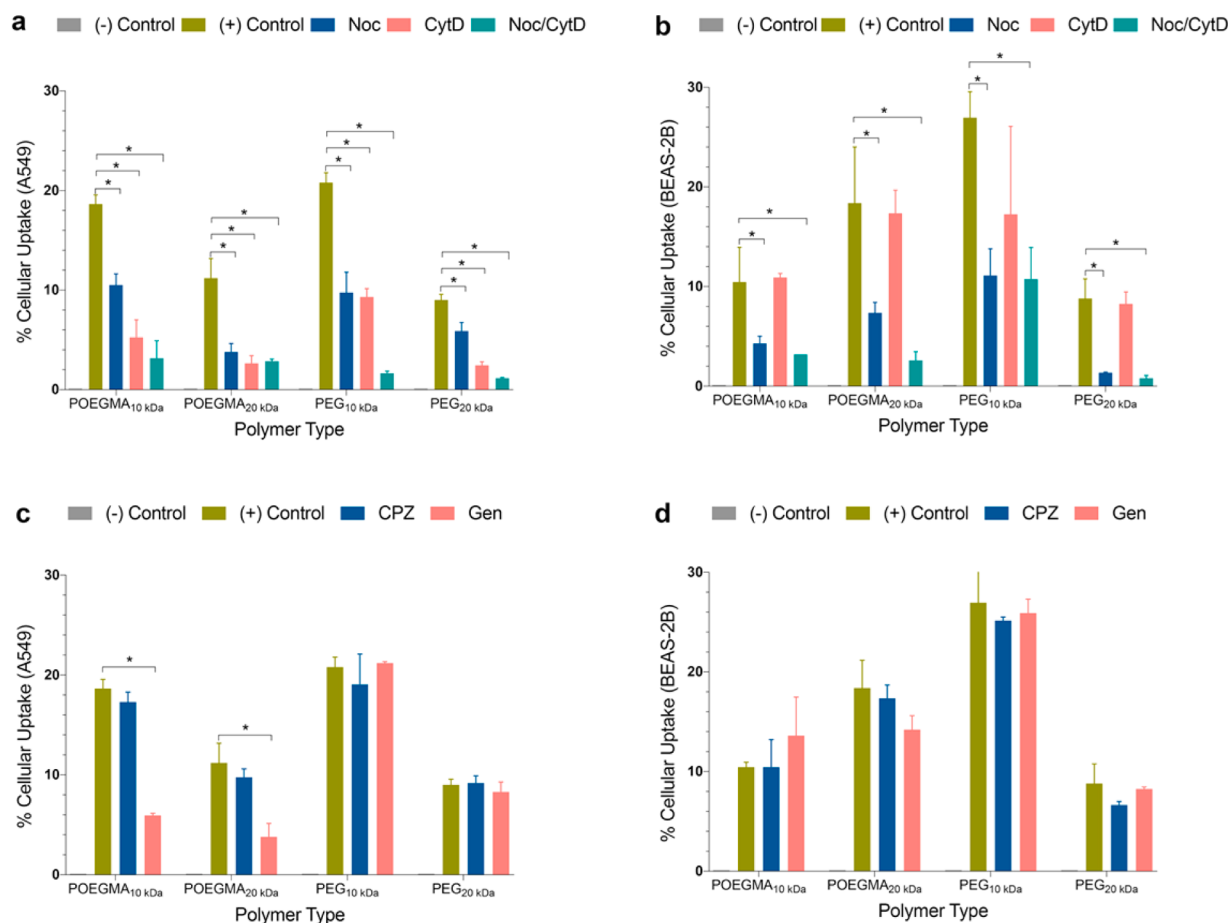 a
(-) Control (+) Control Noc CytD Noc/CytD
% Cellular Uptake (A549)
30
20
10
0
* * * * * * * * * * * *
POEGMA10 kDa POEGMA20 kDa PEG10 kDa PEG20 kDa
Polymer Type
b
(-) Control (+) Control Noc CytD Noc/CytD
% Cellular Uptake (BEAS-2B)
30
20
10
0
* * * * * * * *
POEGMA10 kDa POEGMA20 kDa PEG10 kDa PEG20 kDa
Polymer Type
c
(-) Control (+) Control CPZ Gen
% Cellular Uptake (A549)
30
20
10
0
* *
POEGMA10 kDa POEGMA20 kDa PEG10 kDa PEG20 kDa
Polymer Type
d
(-) Control (+) Control CPZ Gen
% Cellular Uptake (BEAS-2B)
30
20
10
0
POEGMA10 kDa POEGMA20 kDa PEG10 kDa PEG20 kDa
Polymer Type